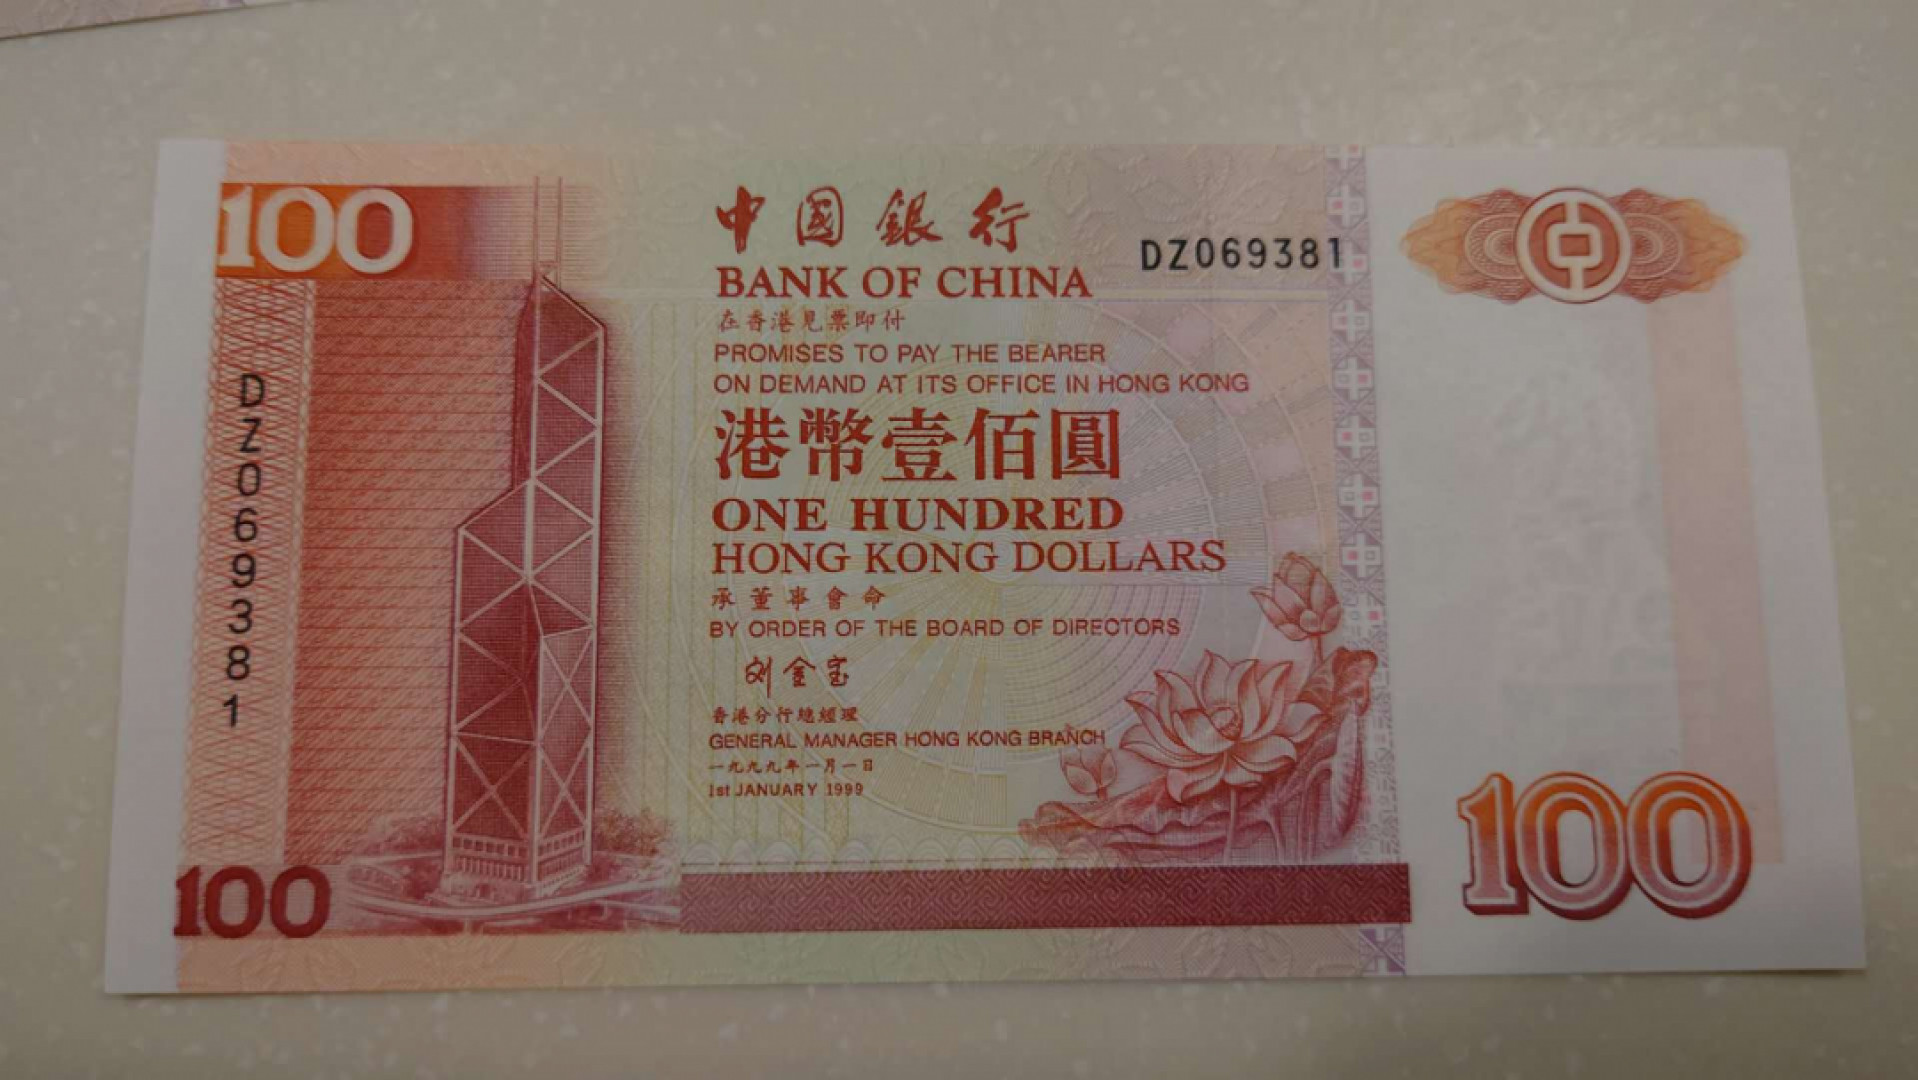 100
中國銀行
BANK OF CHINA
DZ069381
在香港見票即付
PROMISES TO PAY THE BEARER
ON DEMAND AT ITS OFFICE IN HONG KONG
港幣壹佰圓
ONE HUNDRED
HONG KONG DOLLARS
承董事會命
BY ORDER OF THE BOARD OF DIRECTORS
刘金宝
香港分行總經理
GENERAL MANAGER HONG KONG BRANCH
一九九九年一月一日
1st JANUARY 1999
DZ069381
100
100